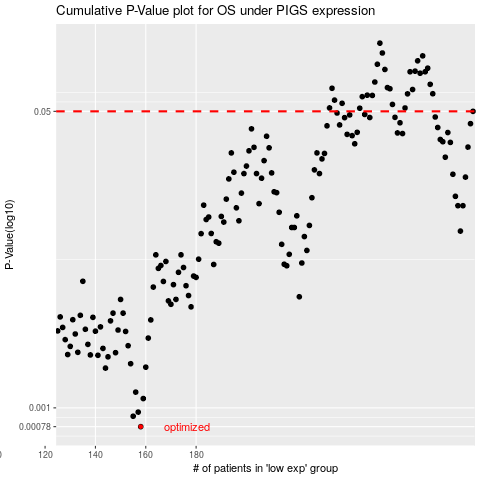 Cumulative P-Value plot for OS under PIGS expression
P-Value(log10)
0.05
0.001
0.00078
optimized
0 120 140 160 180
# of patients in 'low exp' group